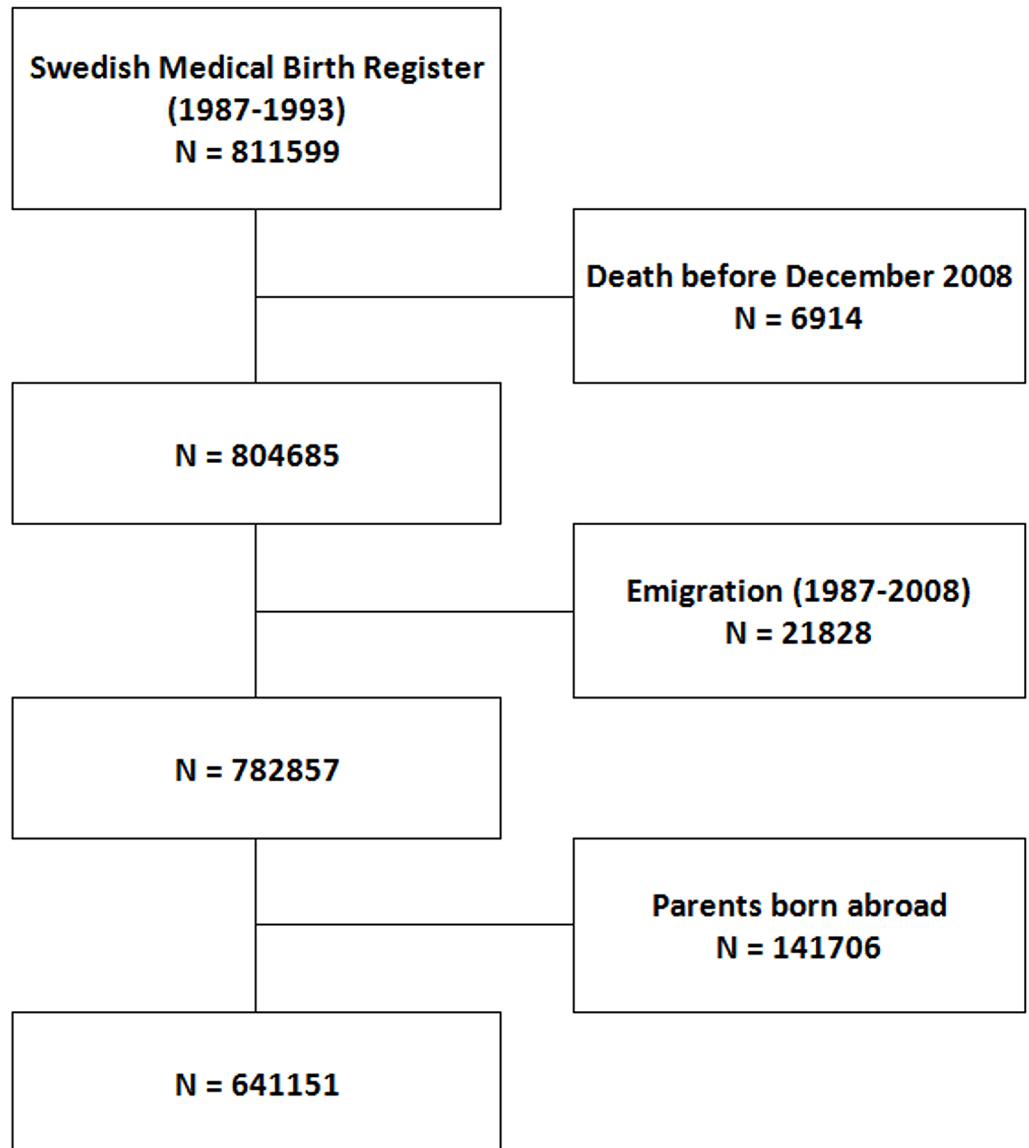 Swedish Medical Birth Register
(1987-1993)
N = 811599
Death before December 2008
N = 6914
N = 804685
Emigration (1987-2008)
N = 21828
N = 782857
Parents born abroad
N = 141706
N = 641151